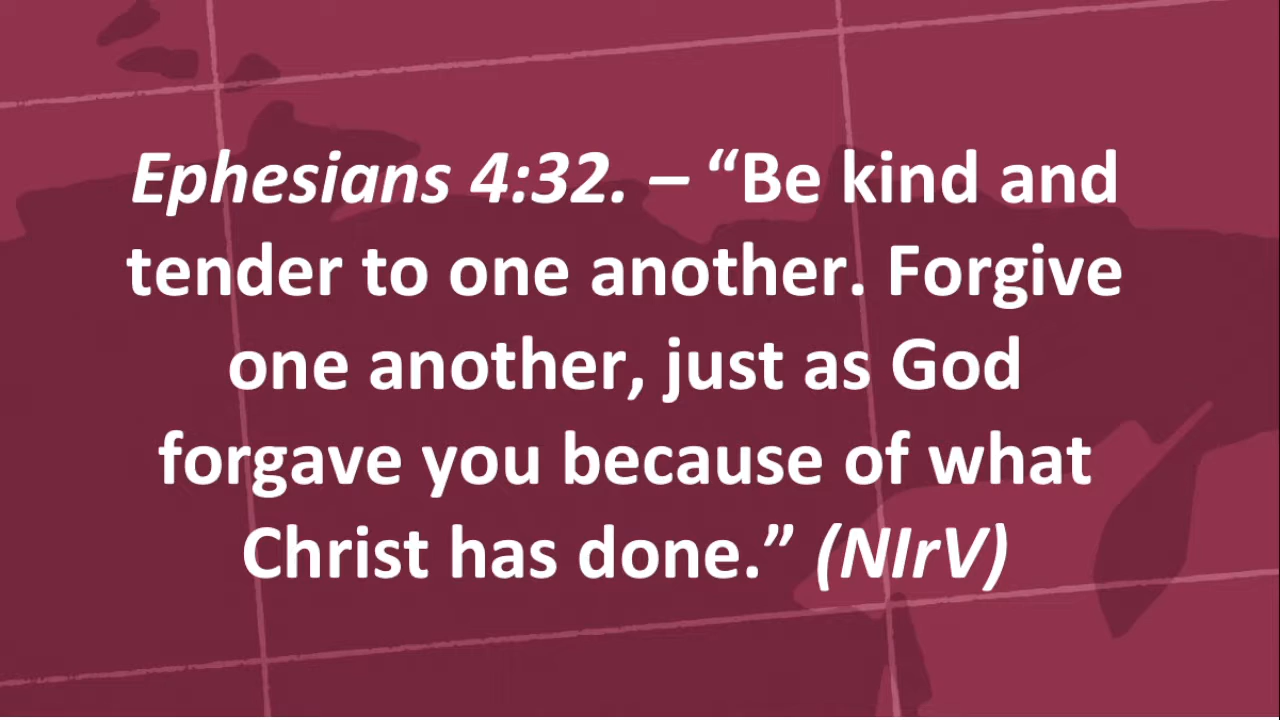 Ephesians 4:32. – “Be kind and
tender to one another. Forgive
one another, just as God
forgave you because of what
Christ has done.” (NIrV)